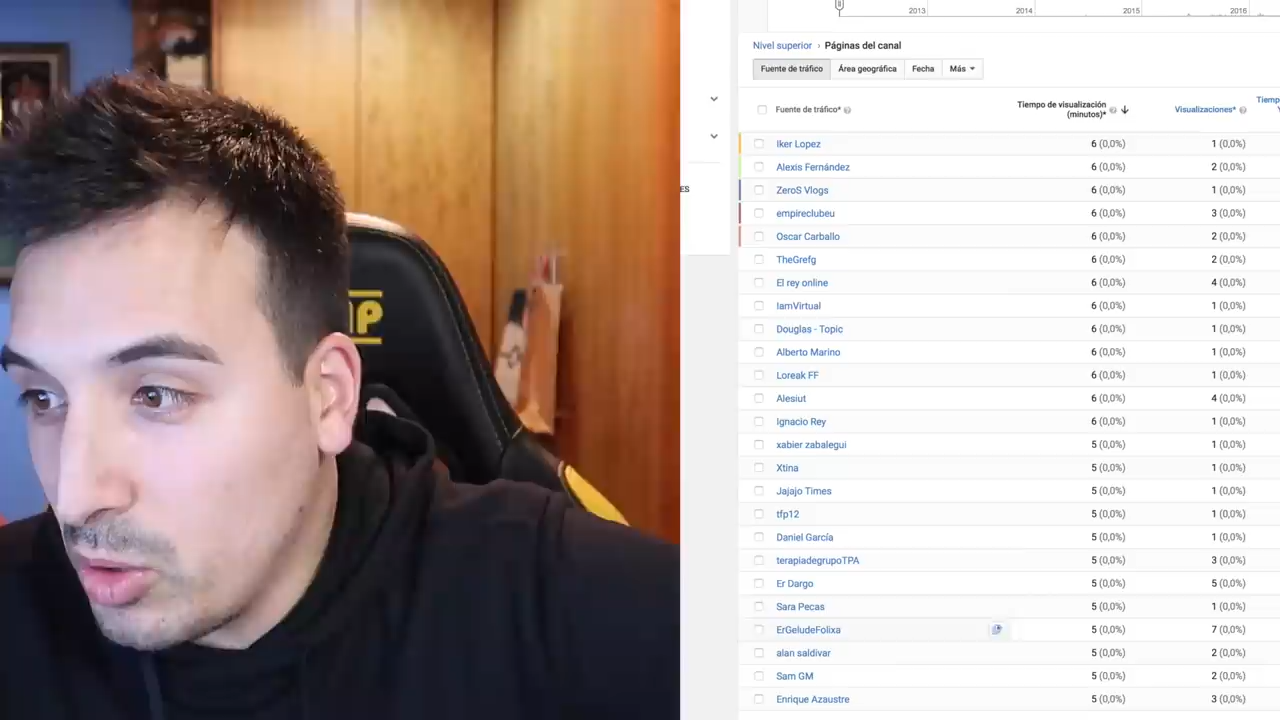 2013 2014 2015 2016
Nivel superior › Páginas del canal
Fuente de tráfico Área geográfica Fecha Más
Fuente de tráfico* Tiempo de visualización (minutos)* Visualizaciones*
Iker Lopez 6 (0,0%) 1 (0,0%)
Alexis Fernández 6 (0,0%) 2 (0,0%)
ZeroS Vlogs 6 (0,0%) 1 (0,0%)
empireclubeu 6 (0,0%) 3 (0,0%)
Oscar Carballo 6 (0,0%) 2 (0,0%)
TheGrefg 6 (0,0%) 2 (0,0%)
El rey online 6 (0,0%) 4 (0,0%)
IamVirtual 6 (0,0%) 1 (0,0%)
Douglas - Topic 6 (0,0%) 1 (0,0%)
Alberto Marino 6 (0,0%) 1 (0,0%)
Loreak FF 6 (0,0%) 1 (0,0%)
Alesiut 6 (0,0%) 4 (0,0%)
Ignacio Rey 6 (0,0%) 1 (0,0%)
xabier zabalegui 5 (0,0%) 1 (0,0%)
Xtina 5 (0,0%) 1 (0,0%)
Jajajo Times 5 (0,0%) 1 (0,0%)
tfp12 5 (0,0%) 1 (0,0%)
Daniel García 5 (0,0%) 1 (0,0%)
terapiadegrupoTPA 5 (0,0%) 3 (0,0%)
Er Dargo 5 (0,0%) 5 (0,0%)
Sara Pecas 5 (0,0%) 1 (0,0%)
ErGeludeFolixa 5 (0,0%) 7 (0,0%)
alan saldivar 5 (0,0%) 2 (0,0%)
Sam GM 5 (0,0%) 2 (0,0%)
Enrique Azaustre 5 (0,0%) 3 (0,0%)